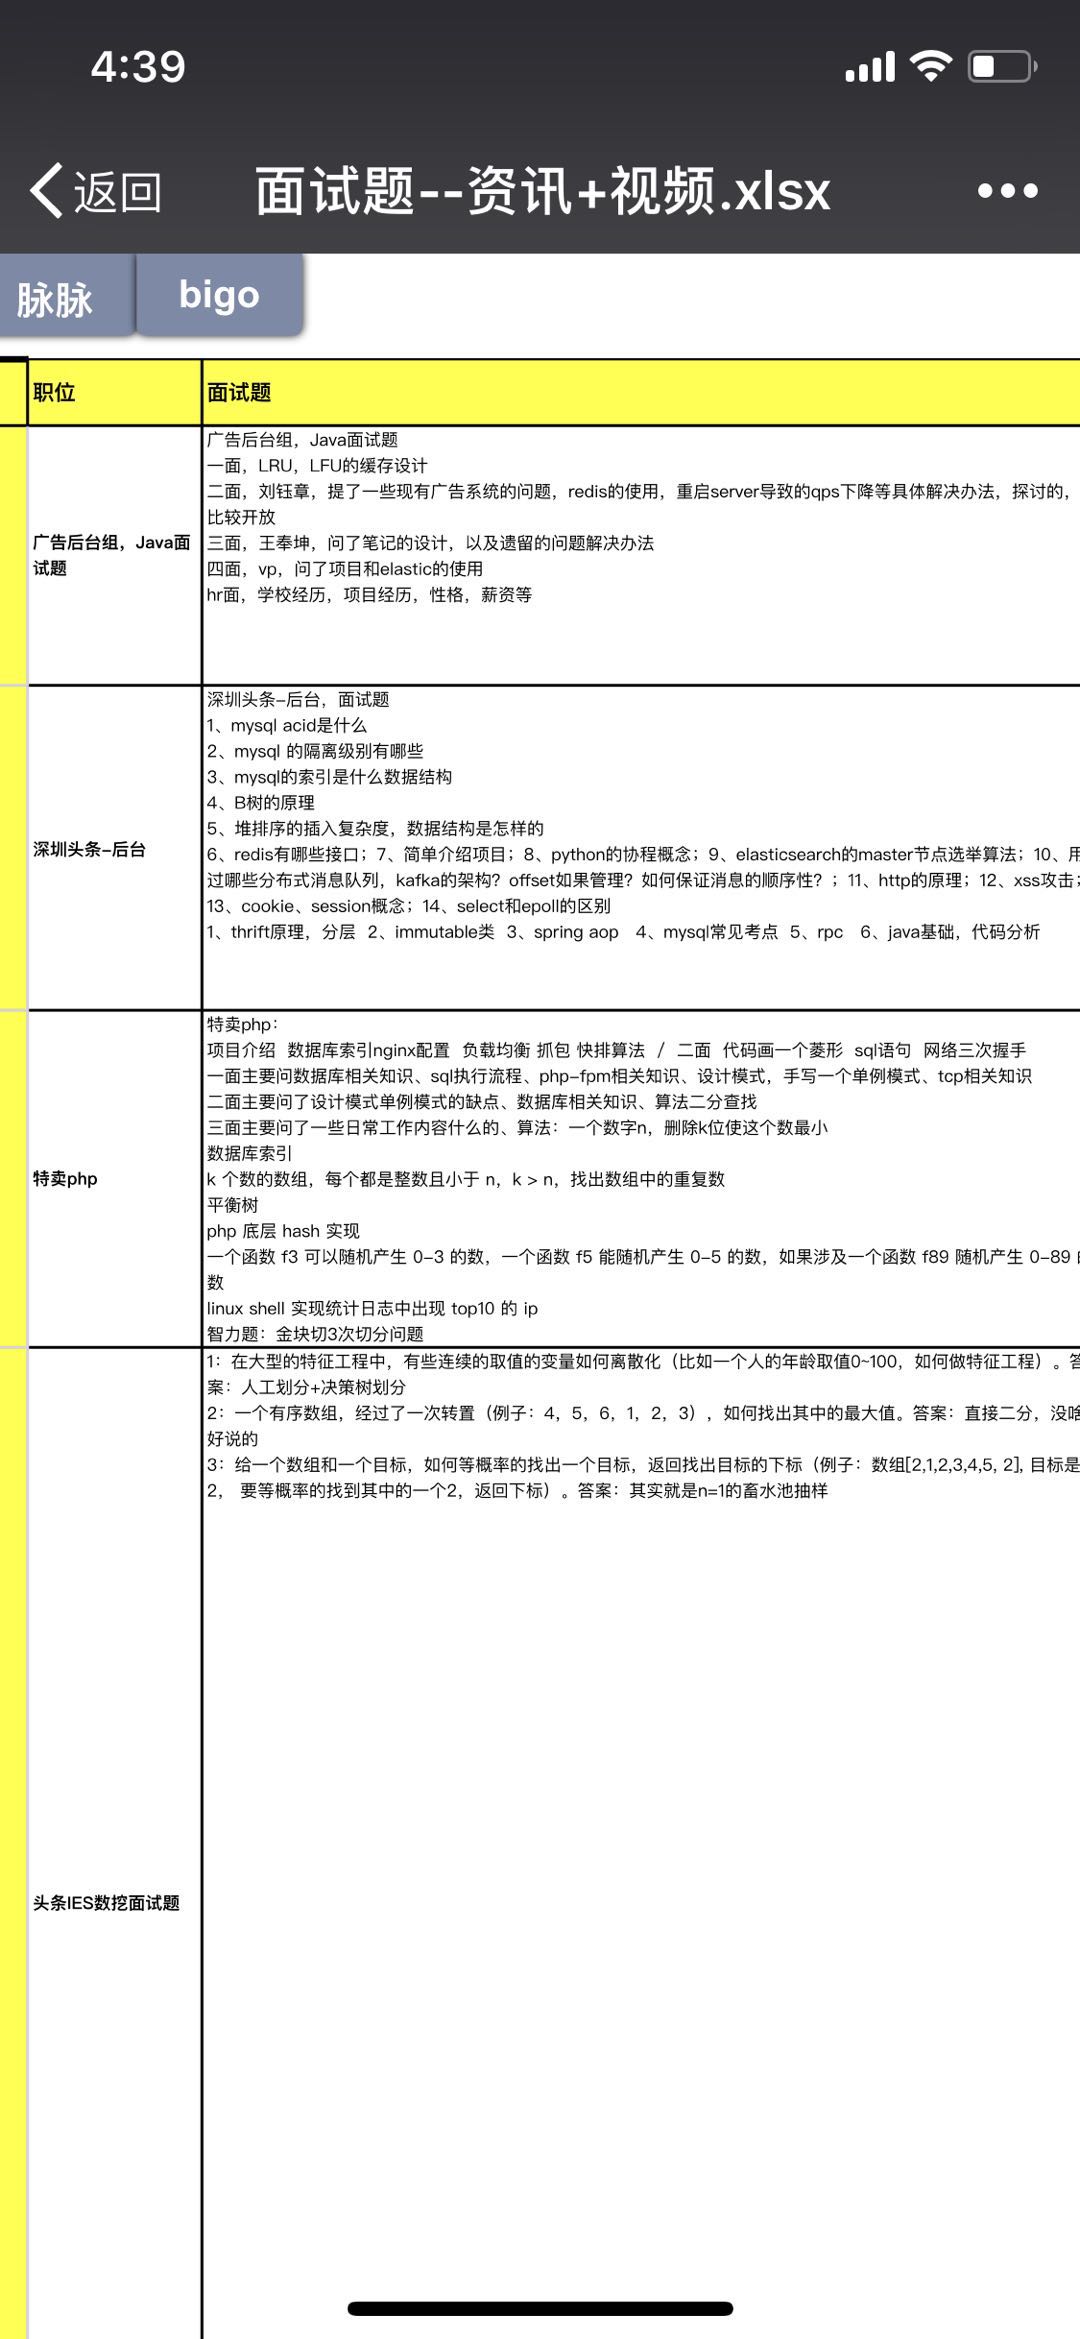 4:39
返回
面试题--资讯+视频.xlsx
脉脉
bigo
职位
面试题
广告后台组，Java面
试题
广告后台组，Java面试题
一面，LRU，LFU的缓存设计
二面，刘钰章，提了一些现有广告系统的问题，redis的使用，重启server导致的qps下降等具体解决办法，探讨的，
比较开放
三面，王奉坤，问了笔记的设计，以及遗留的问题解决办法
四面，vp，问了项目和elastic的使用
hr面，学校经历，项目经历，性格，薪资等
深圳头条-后台
深圳头条-后台，面试题
1、mysql acid是什么
2、mysql 的隔离级别有哪些
3、mysql的索引是什么数据结构
4、B树的原理
5、堆排序的插入复杂度，数据结构是怎样的
6、redis有哪些接口；7、简单介绍项目；8、python的协程概念；9、elasticsearch的master节点选举算法；10、用
过哪些分布式消息队列，kafka的架构？offset如果管理？如何保证消息的顺序性？；11、http的原理；12、xss攻击；
13、cookie、session概念；14、select和epoll的区别
1、thrift原理，分层 2、immutable类 3、spring aop 4、mysql常见考点 5、rpc 6、java基础，代码分析
特卖php
特卖php：
项目介绍 数据库索引nginx配置 负载均衡 抓包 快排算法 / 二面 代码画一个菱形 sql语句 网络三次握手
一面主要问数据库相关知识、sql执行流程、php-fpm相关知识、设计模式，手写一个单例模式、tcp相关知识
二面主要问了设计模式单例模式的缺点、数据库相关知识、算法二分查找
三面主要问了一些日常工作内容什么的、算法：一个数字n，删除k位使这个数最小
数据库索引
k 个数的数组，每个都是整数且小于 n，k > n，找出数组中的重复数
平衡树
php 底层 hash 实现
一个函数 f3 可以随机产生 0-3 的数，一个函数 f5 能随机产生 0-5 的数，如果涉及一个函数 f89 随机产生 0-89
数
linux shell 实现统计日志中出现 top10 的 ip
智力题：金块切3次切分问题
头条IES数挖面试题
1：在大型的特征工程中，有些连续的取值的变量如何离散化（比如一个人的年龄取值0~100，如何做特征工程）。答
案：人工划分+决策树划分
2：一个有序数组，经过了一次转置（例子：4，5，6，1，2，3），如何找出其中的最大值。答案：直接二分，没啥
好说的
3：给一个数组和一个目标，如何等概率的找出一个目标，返回找出目标的下标（例子：数组[2,1,2,3,4,5, 2], 目标是
2， 要等概率的找到其中的一个2，返回下标）。答案：其实就是n=1的畜水池抽样